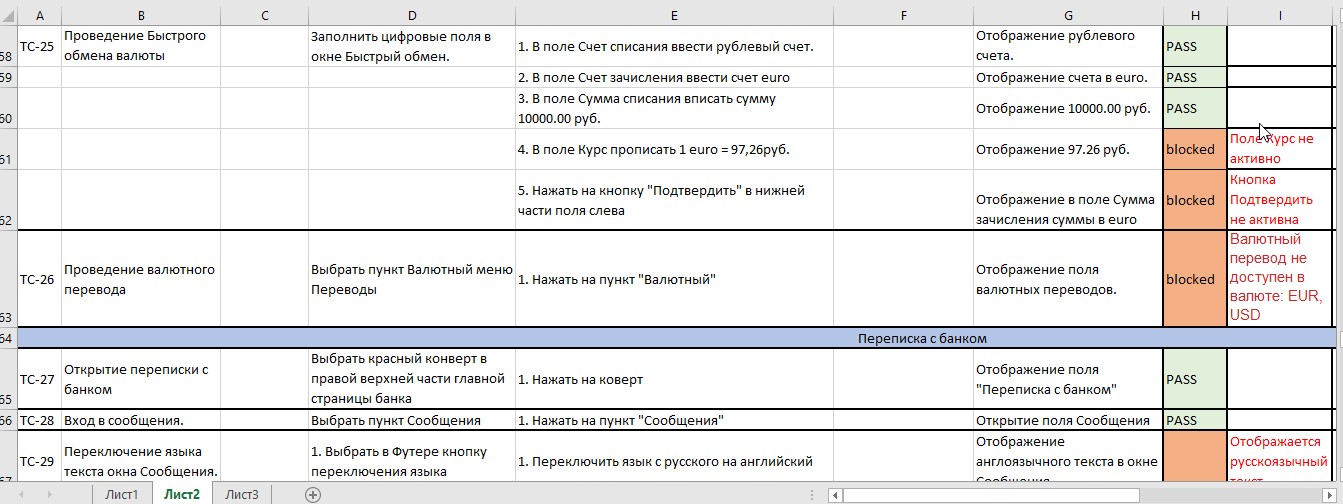 A B C D E F G H I
58 TC-25 Проведение Быстрого обмена валюты Заполнить цифровые поля в окне Быстрый обмен. 1. В поле Счет списания ввести рублевый счет. Отображение рублевого счета. PASS
59 2. В поле Счет зачисления ввести счет euro Отображение счета в euro. PASS
60 3. В поле Сумма списания вписать сумму 10000.00 руб. Отображение 10000.00 руб. PASS
61 4. В поле Курс прописать 1 euro = 97,26руб. Отображение 97.26 руб. blocked Поле Курс не активно
62 5. Нажать на кнопку "Подтвердить" в нижней части поля слева Отображение в поле Сумма зачисления суммы в euro blocked Кнопка Подтвердить не активна
63 TC-26 Проведение валютного перевода Выбрать пункт Валютный меню Переводы 1. Нажать на пункт "Валютный" Отображение поля валютных переводов. blocked Валютный перевод не доступен в валюте: EUR, USD
64 Переписка с банком
65 TC-27 Открытие переписки с банком Выбрать красный конверт в правой верхней части главной страницы банка 1. Нажать на коверт Отображение поля "Переписка с банком" PASS
66 TC-28 Вход в сообщения. Выбрать пункт Сообщения 1. Нажать на пункт "Сообщения" Открытие поля Сообщения PASS
TC-29 Переключение языка текста окна Сообщения. 1. Выбрать в Футере кнопку переключения языка 1. Переключить язык с русского на английский Отображение англоязычного текста в окне Отображается русскоязычный
Лист1 Лист2 Лист3